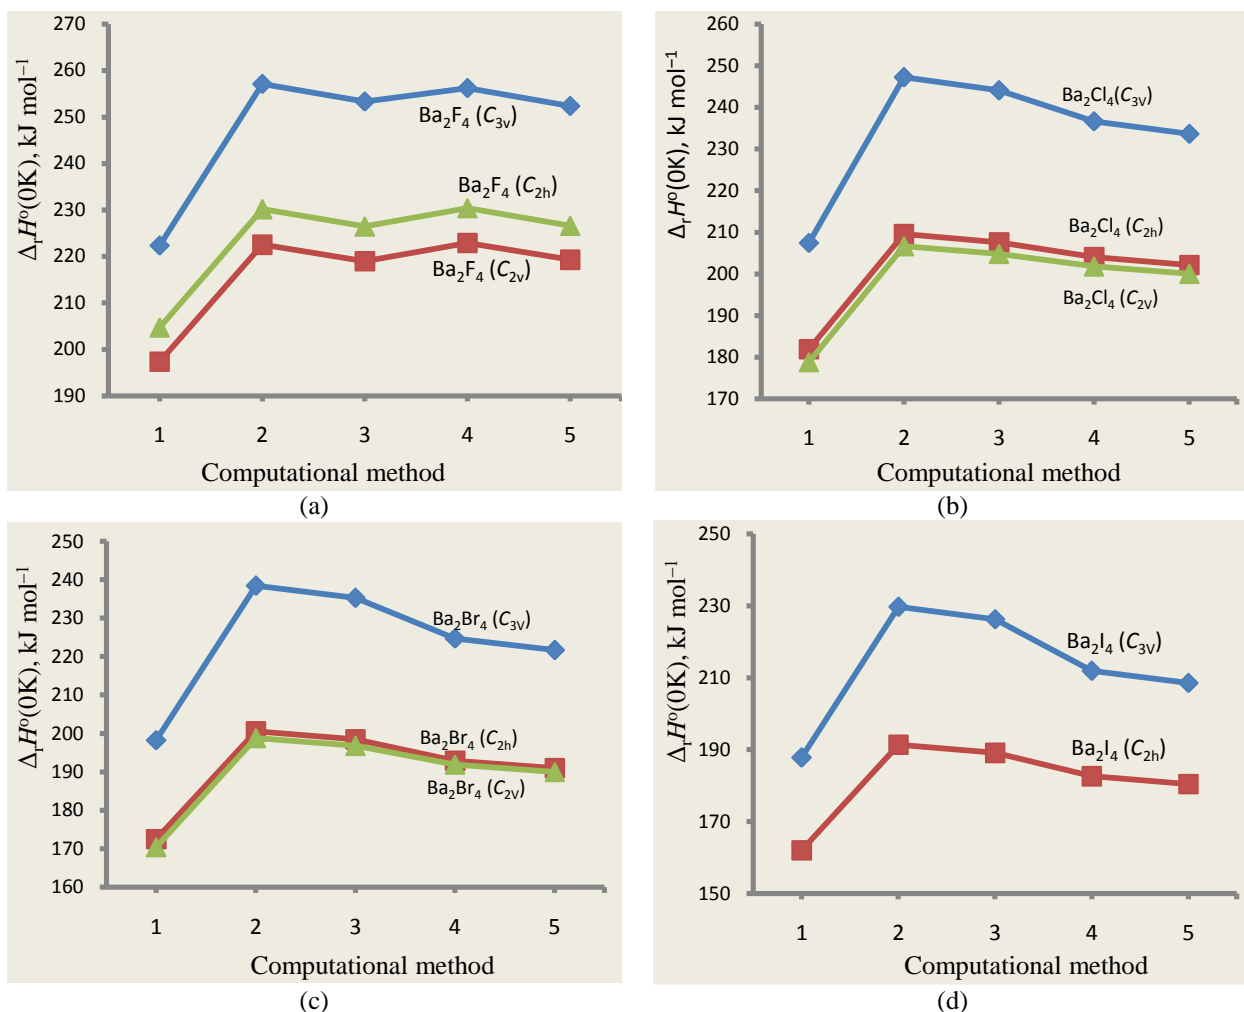 270
260
250
240
230
220
210
200
190
ΔᵣHᵒ(0K), kJ mol⁻¹
Ba₂F₄ (C₃ᵥ)
Ba₂F₄ (C₂ₕ)
Ba₂F₄ (C₂ᵥ)
1 2 3 4 5
Computational method
(a)
260
250
240
230
220
210
200
190
180
170
ΔᵣHᵒ(0K), kJ mol⁻¹
Ba₂Cl₄(C₃ᵥ)
Ba₂Cl₄ (C₂ₕ)
Ba₂Cl₄ (C₂ᵥ)
1 2 3 4 5
Computational method
(b)
250
240
230
220
210
200
190
180
170
160
ΔᵣHᵒ(0K), kJ mol⁻¹
Ba₂Br₄ (C₃ᵥ)
Ba₂Br₄ (C₂ₕ)
Ba₂Br₄ (C₂ᵥ)
1 2 3 4 5
Computational method
(c)
250
230
210
190
170
150
ΔᵣHᵒ(0K), kJ mol⁻¹
Ba₂I₄ (C₃ᵥ)
Ba₂I₄ (C₂ₕ)
1 2 3 4 5
Computational method
(d)